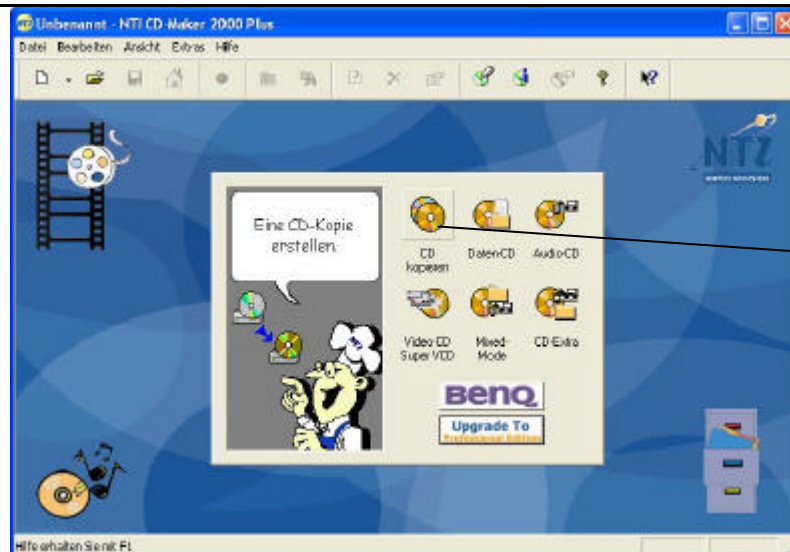 Unbenannt - NTI CD-Maker 2000 Plus
Datei Bearbeiten Ansicht Extras Hilfe
NTZ
Eine CD-Kopie
erstellen
CD
kopieren
Daten-CD
Audio-CD
Video-CD
Super VCD
Mixed-
Mode
CD-Extra
BenQ
Upgrade To
Professional Edition
Hilfe erhalten Sie mit F1